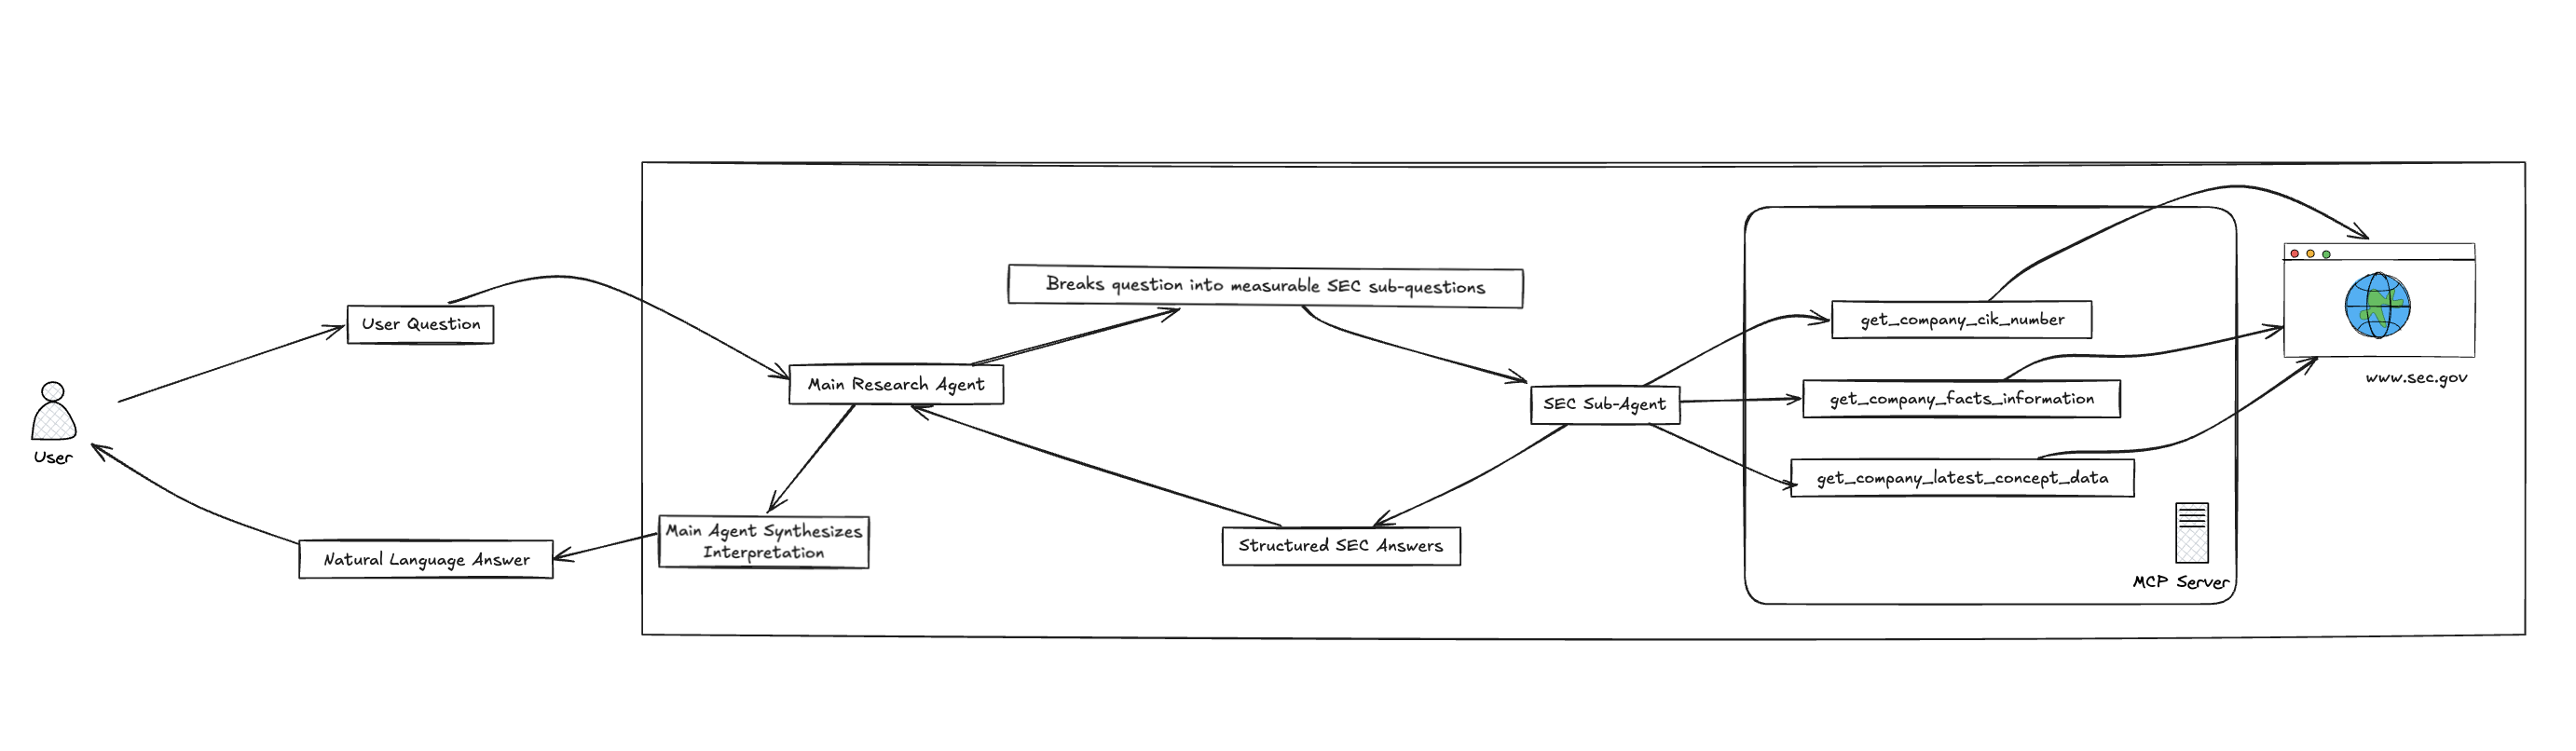 User Question
Main Research Agent
Breaks question into measurable SEC sub-questions
SEC Sub-Agent
get_company_cik_number
get_company_facts_information
get_company_latest_concept_data
MCP Server
www.sec.gov
Structured SEC Answers
Main Agent Synthesizes
Interpretation
Natural Language Answer
User